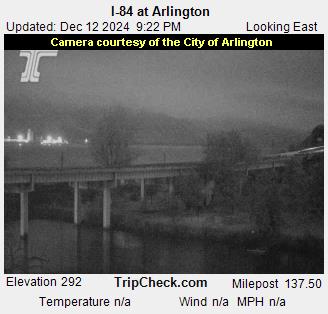 I-84 at Arlington
Updated: Dec 12 2024 9:22 PM Looking East
Camera courtesy of the City of Arlington
Elevation 292 TripCheck.com Milepost 137.50
Temperature n/a Wind n/a MPH n/a